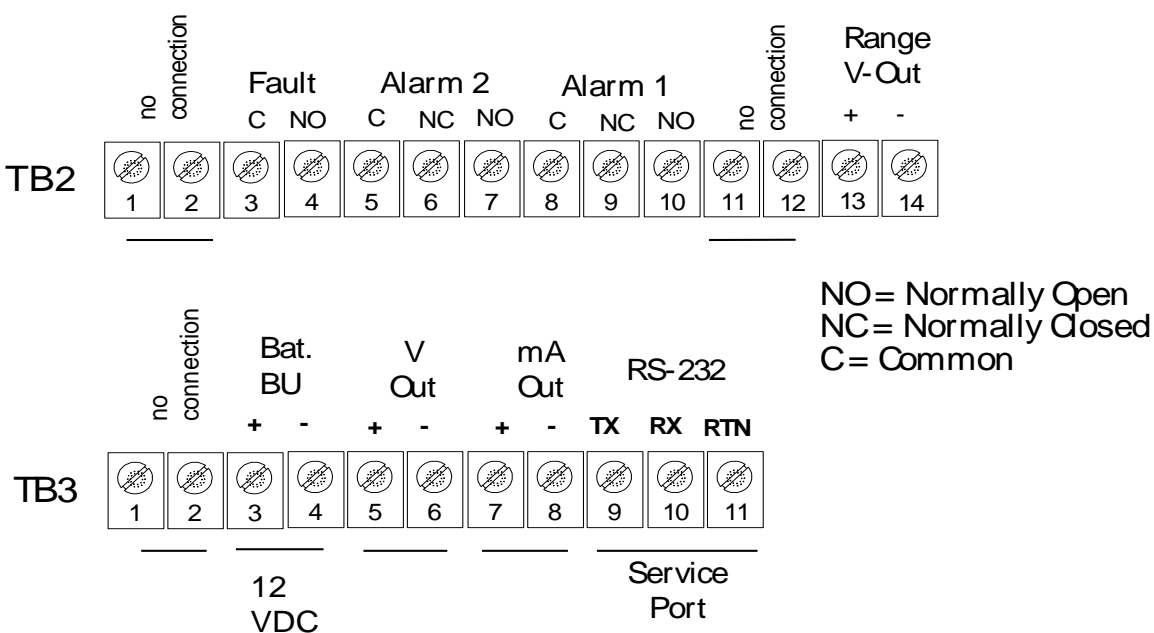 no
connection
Fault
Alarm 2
Alarm 1
no
connection
Range
V-Out
C NO C NC NO C NC NO + -
TB2
1 2 3 4 5 6 7 8 9 10 11 12 13 14
NO = Normally Open
NC = Normally Closed
C = Common
no
connection
Bat.
BU
V
Out
mA
Out
RS-232
+ - + - + - TX RX RTN
TB3
1 2 3 4 5 6 7 8 9 10 11
12
VDC
Service
Port